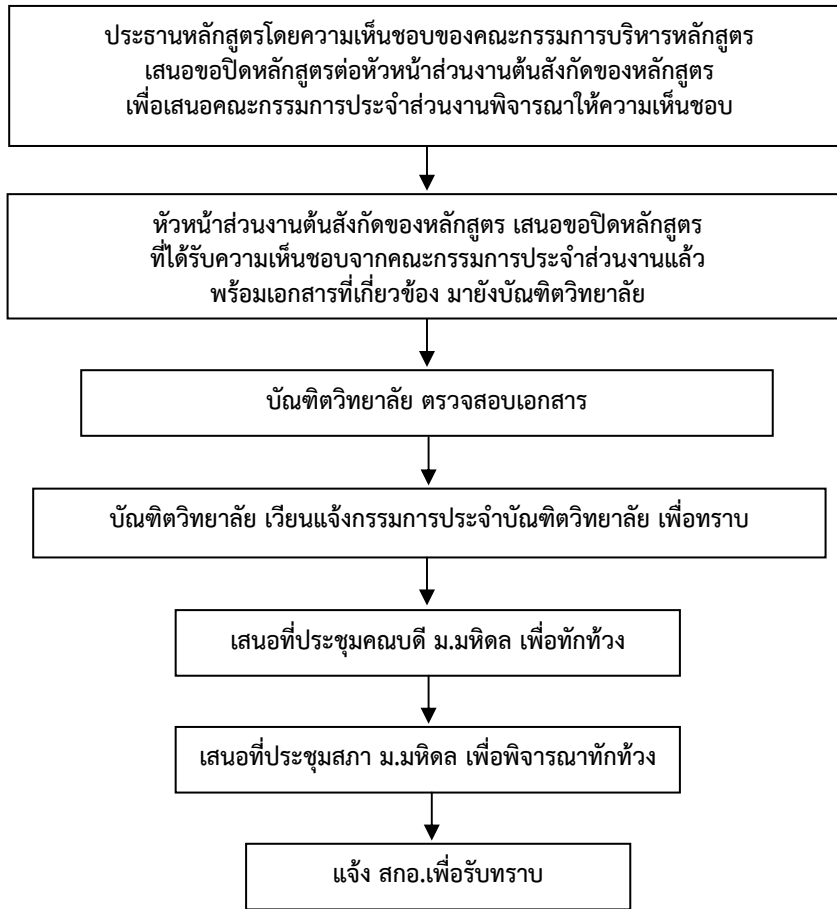 ประธานหลักสูตรโดยความเห็นชอบของคณะกรรมการบริหารหลักสูตร
เสนอขอปิดหลักสูตรต่อหัวหน้าส่วนงานต้นสังกัดของหลักสูตร
เพื่อเสนอคณะกรรมการประจำส่วนงานพิจารณาให้ความเห็นชอบ
หัวหน้าส่วนงานต้นสังกัดของหลักสูตร เสนอขอปิดหลักสูตร
ที่ได้รับความเห็นชอบจากคณะกรรมการประจำส่วนงานแล้ว
พร้อมเอกสารที่เกี่ยวข้อง มายังบัณฑิตวิทยาลัย
บัณฑิตวิทยาลัย ตรวจสอบเอกสาร
บัณฑิตวิทยาลัย เวียนแจ้งกรรมการประจำบัณฑิตวิทยาลัย เพื่อทราบ
เสนอที่ประชุมคณบดี ม.มหิดล เพื่อทักท้วง
เสนอที่ประชุมสภา ม.มหิดล เพื่อพิจารณาทักท้วง
แจ้ง สกอ.เพื่อรับทราบ